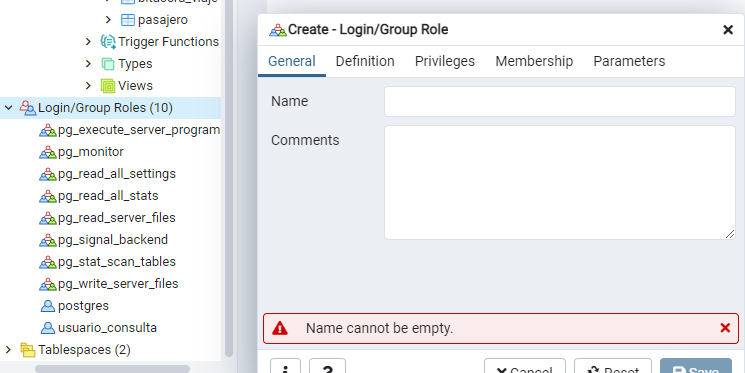 bitacora_viaje
pasajero
Trigger Functions
Types
Views
Login/Group Roles (10)
pg_execute_server_program
pg_monitor
pg_read_all_settings
pg_read_all_stats
pg_read_server_files
pg_signal_backend
pg_stat_scan_tables
pg_write_server_files
postgres
usuario_consulta
Tablespaces (2)
Create - Login/Group Role
General Definition Privileges Membership Parameters
Name
Comments
Name cannot be empty.
i ? Cancel Reset Save